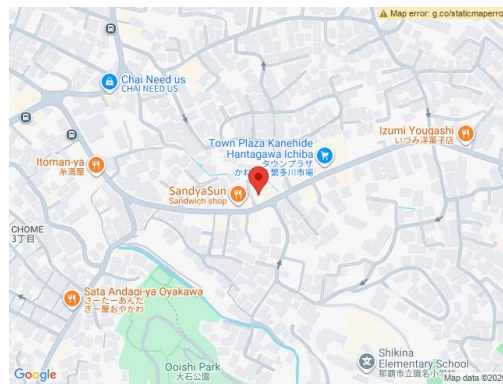 Map error: g.co/staticmaperro
Chai Need us
CHAI NEED US
Town Plaza Kanehide
Hantagawa Ichiba
タウンプラザ
かね
繁多川市場
Izumi Yougashi
いづみ洋菓子店
Itoman-ya
糸満屋
SandyaSun
Sandwich shop
CHOME
3丁目
Sata Andagi-ya Oyakawa
さーたーあんだ
ぎー屋おやかわ
Ooishi Park
大石公園
Shikina
Elementary School
那覇市立識名小学校
Google
Map data ©202